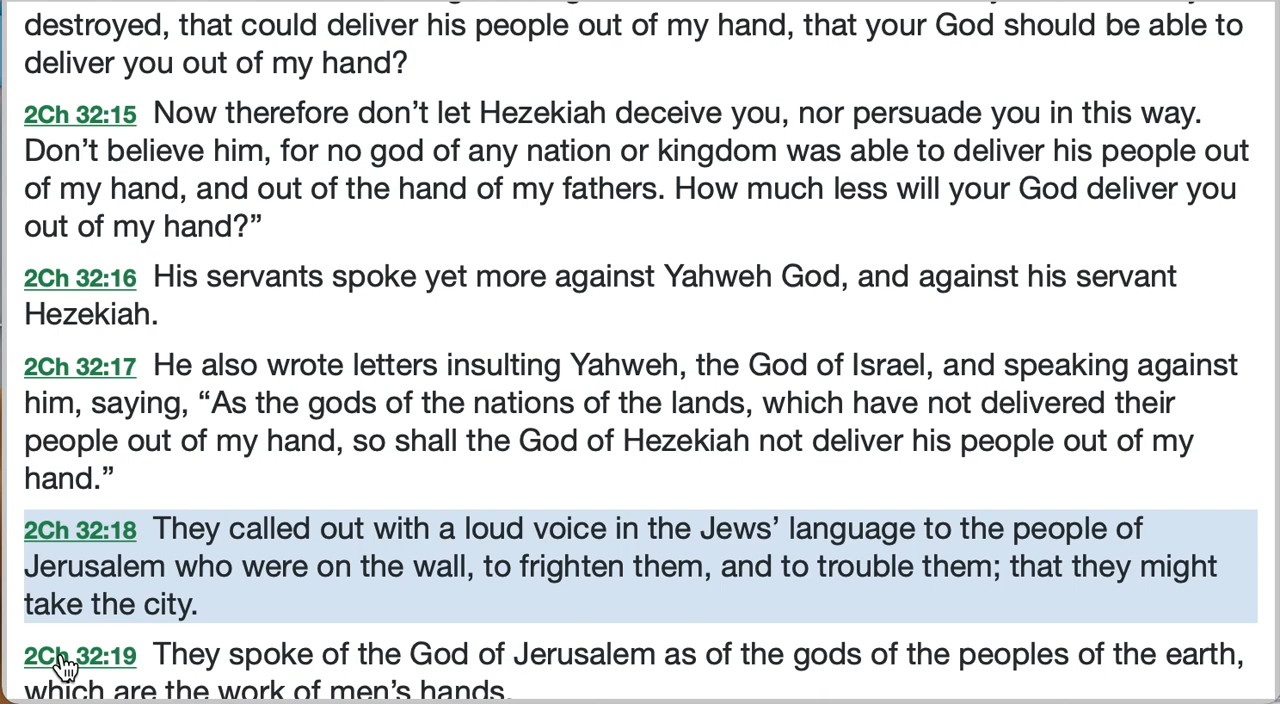 destroyed, that could deliver his people out of my hand, that your God should be able to
deliver you out of my hand?
2Ch 32:15 Now therefore don’t let Hezekiah deceive you, nor persuade you in this way.
Don’t believe him, for no god of any nation or kingdom was able to deliver his people out
of my hand, and out of the hand of my fathers. How much less will your God deliver you
out of my hand?”
2Ch 32:16 His servants spoke yet more against Yahweh God, and against his servant
Hezekiah.
2Ch 32:17 He also wrote letters insulting Yahweh, the God of Israel, and speaking against
him, saying, “As the gods of the nations of the lands, which have not delivered their
people out of my hand, so shall the God of Hezekiah not deliver his people out of my
hand.”
2Ch 32:18 They called out with a loud voice in the Jews’ language to the people of
Jerusalem who were on the wall, to frighten them, and to trouble them; that they might
take the city.
2Ch 32:19 They spoke of the God of Jerusalem as of the gods of the peoples of the earth,
which are the work of men’s hands.